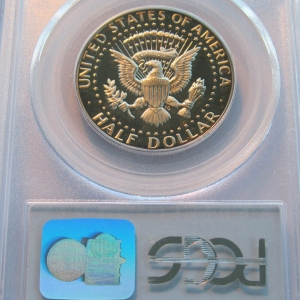 UNITED STATES OF AMERICA
HALF DOLLAR
PCGS